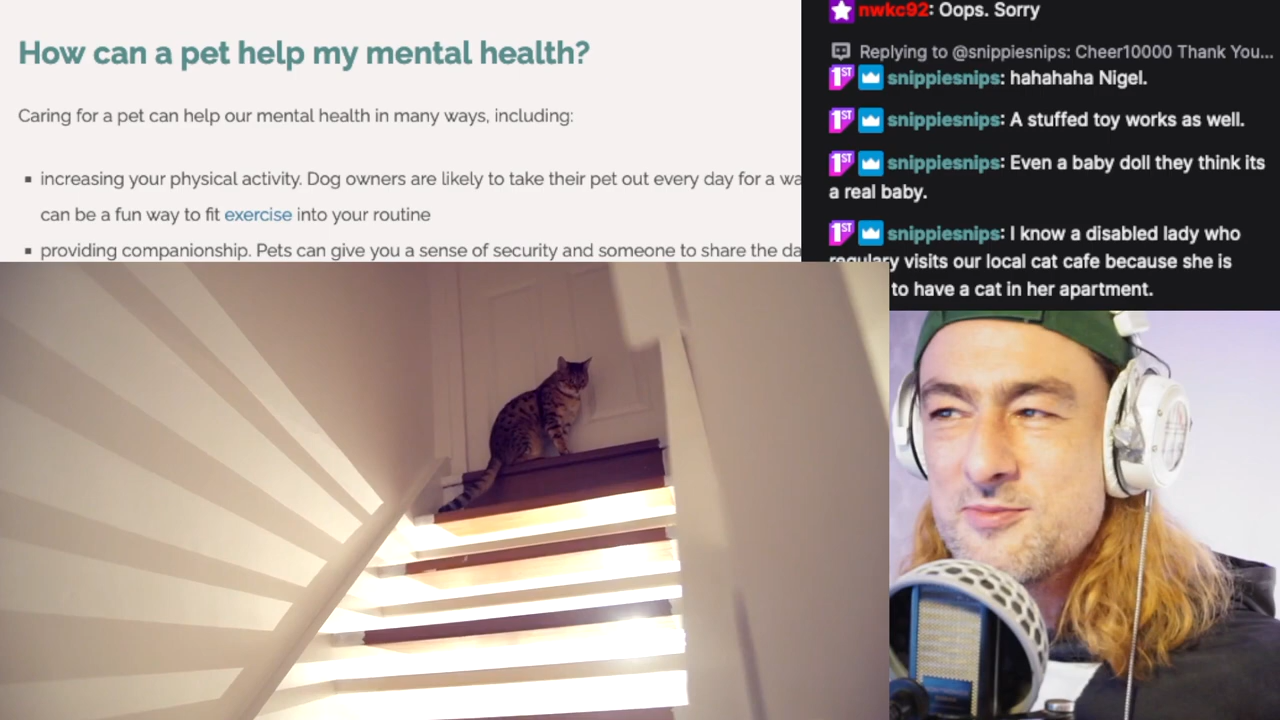 How can a pet help my mental health?
Caring for a pet can help our mental health in many ways, including:
increasing your physical activity. Dog owners are likely to take their pet out every day for a
can be a fun way to fit exercise into your routine
providing companionship. Pets can give you a sense of security and someone to share the
nwkc92: Oops. Sorry
Replying to @snippiesnips: Cheer10000 Thank You...
1ST snippiesnips: hahahaha Nigel.
1ST snippiesnips: A stuffed toy works as well.
1ST snippiesnips: Even a baby doll they think its
a real baby.
1ST snippiesnips: I know a disabled lady who
regulary visits our local cat cafe because she is
to have a cat in her apartment.